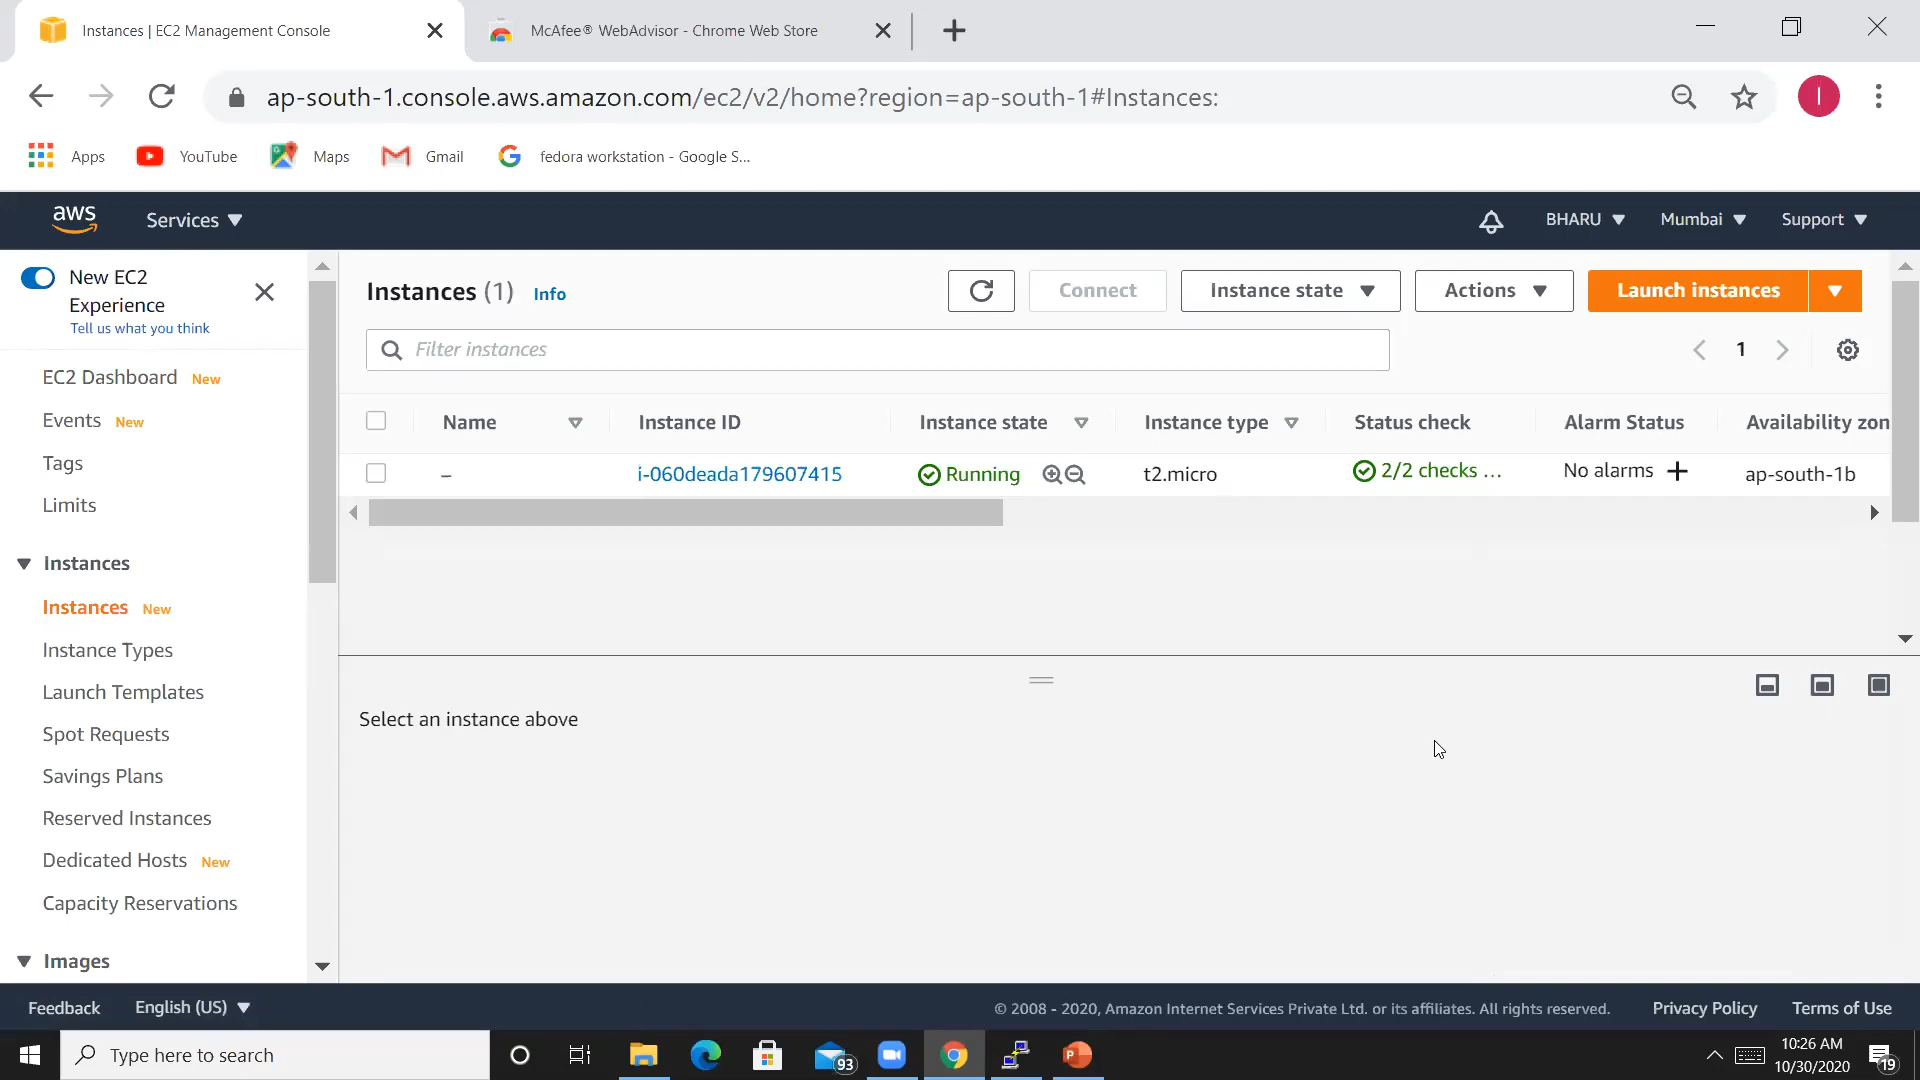 Instances | EC2 Management Console
McAfee® WebAdvisor - Chrome Web Store
ap-south-1.console.aws.amazon.com/ec2/v2/home?region=ap-south-1#Instances:
I
Apps
YouTube
Maps
Gmail
fedora workstation - Google S...
aws
Services
BHARU
Mumbai
Support
New EC2
Experience
Tell us what you think
EC2 Dashboard New
Events New
Tags
Limits
Instances
Instances New
Instance Types
Launch Templates
Spot Requests
Savings Plans
Reserved Instances
Dedicated Hosts New
Capacity Reservations
Images
Instances (1) Info
Connect
Instance state
Actions
Launch instances
Filter instances
1
Name
Instance ID
Instance state
Instance type
Status check
Alarm Status
Availability zon
–
i-060deada179607415
Running
t2.micro
2/2 checks ...
No alarms +
ap-south-1b
Select an instance above
Feedback
English (US)
© 2008 - 2020, Amazon Internet Services Private Ltd. or its affiliates. All rights reserved.
Privacy Policy
Terms of Use
Type here to search
93
10:26 AM
10/30/2020
19